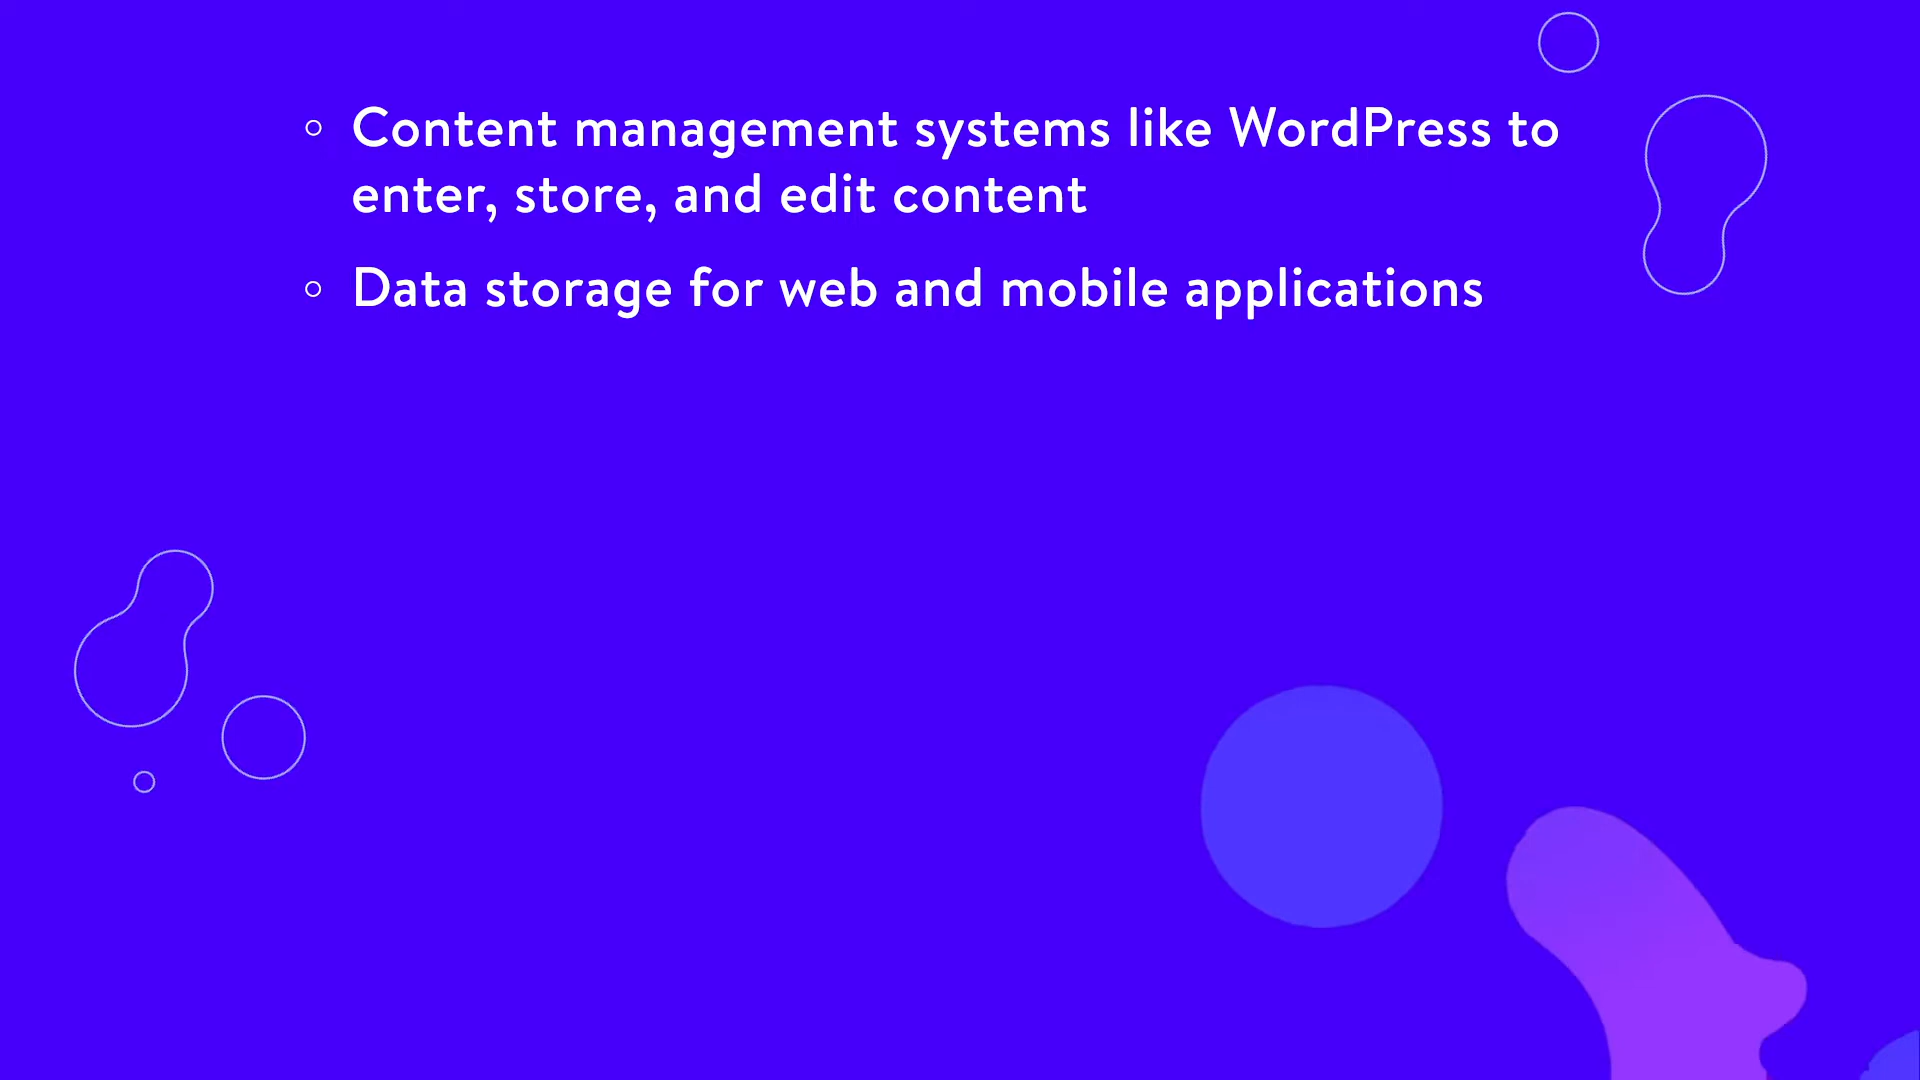 Content management systems like WordPress to
enter, store, and edit content
Data storage for web and mobile applications